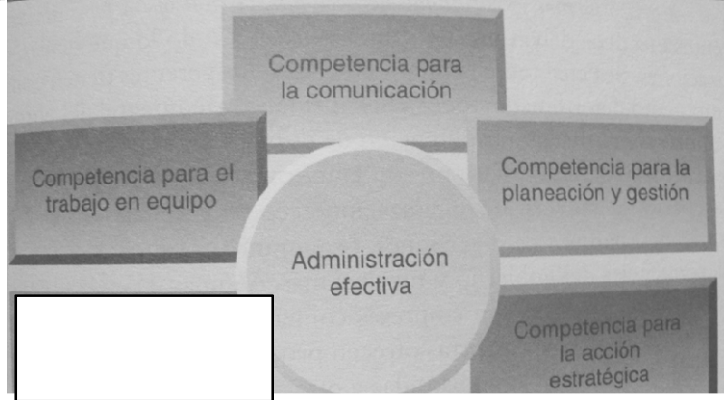 Competencia para
la comunicación
Competencia para el
trabajo en equipo
Competencia para la
planeación y gestión
Administración
efectiva
Competencia para
la acción
estratégica